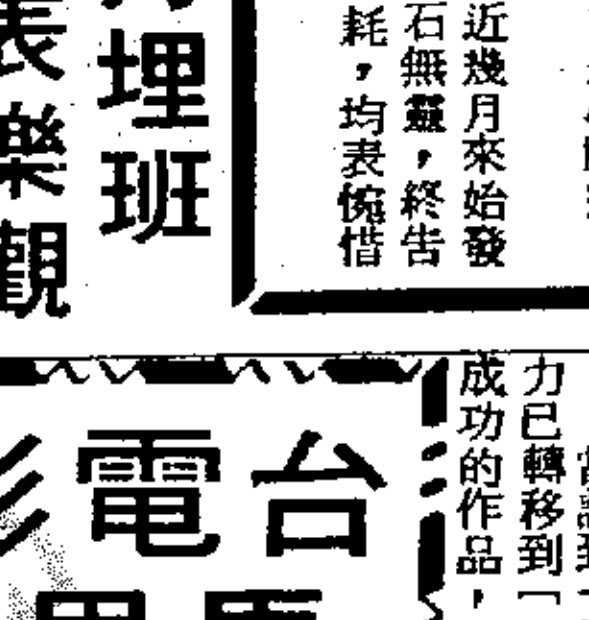 近幾月來始發
石無靈，終告
耗，均表惋惜
埋班
表樂觀
力已轉移到「
成功的作品，
台
電